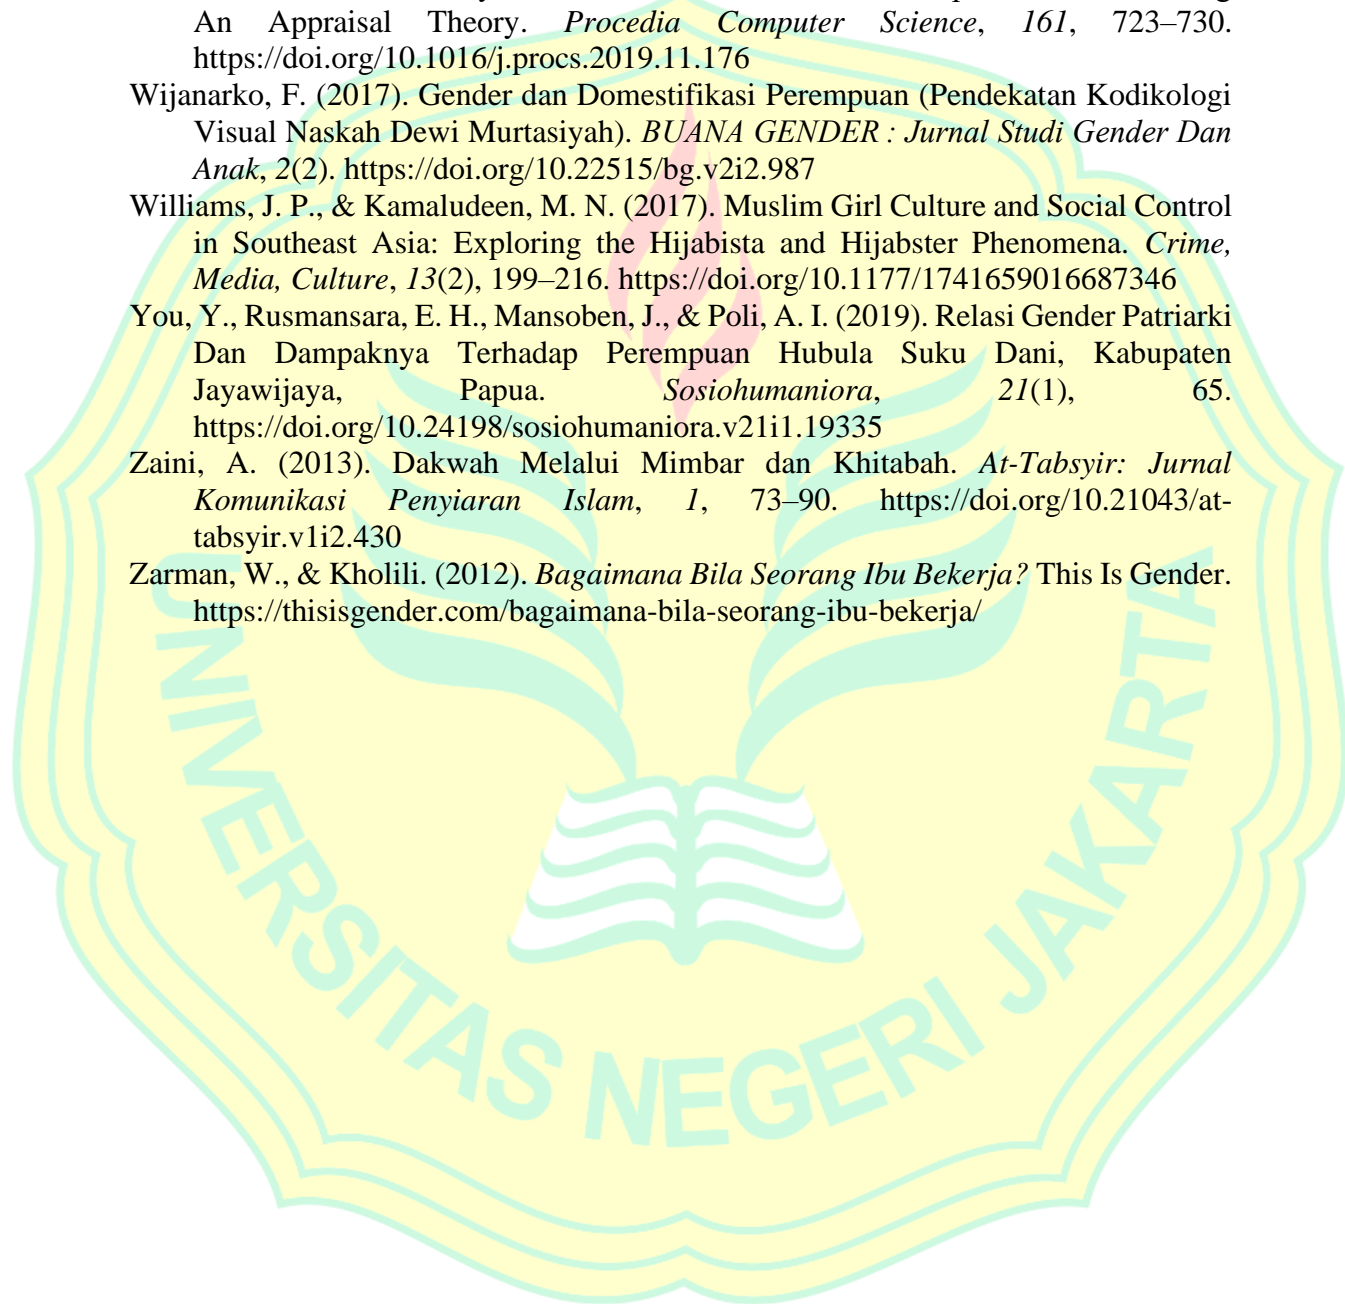 An Appraisal Theory. Procedia Computer Science, 161, 723–730.
https://doi.org/10.1016/j.procs.2019.11.176
Wijanarko, F. (2017). Gender dan Domestifikasi Perempuan (Pendekatan Kodikologi
Visual Naskah Dewi Murtasiyah). BUANA GENDER : Jurnal Studi Gender Dan
Anak, 2(2). https://doi.org/10.22515/bg.v2i2.987
Williams, J. P., & Kamaludeen, M. N. (2017). Muslim Girl Culture and Social Control
in Southeast Asia: Exploring the Hijabista and Hijabster Phenomena. Crime,
Media, Culture, 13(2), 199–216. https://doi.org/10.1177/1741659016687346
You, Y., Rusmansara, E. H., Mansoben, J., & Poli, A. I. (2019). Relasi Gender Patriarki
Dan Dampaknya Terhadap Perempuan Hubula Suku Dani, Kabupaten
Jayawijaya, Papua. Sosiohumaniora, 21(1), 65.
https://doi.org/10.24198/sosiohumaniora.v21i1.19335
Zaini, A. (2013). Dakwah Melalui Mimbar dan Khitabah. At-Tabsyir: Jurnal
Komunikasi Penyiaran Islam, 1, 73–90. https://doi.org/10.21043/at-
tabsyir.v1i2.430
Zarman, W., & Kholili. (2012). Bagaimana Bila Seorang Ibu Bekerja? This Is Gender.
https://thisisgender.com/bagaimana-bila-seorang-ibu-bekerja/
UNIVERSITAS NEGERI JAKARTA